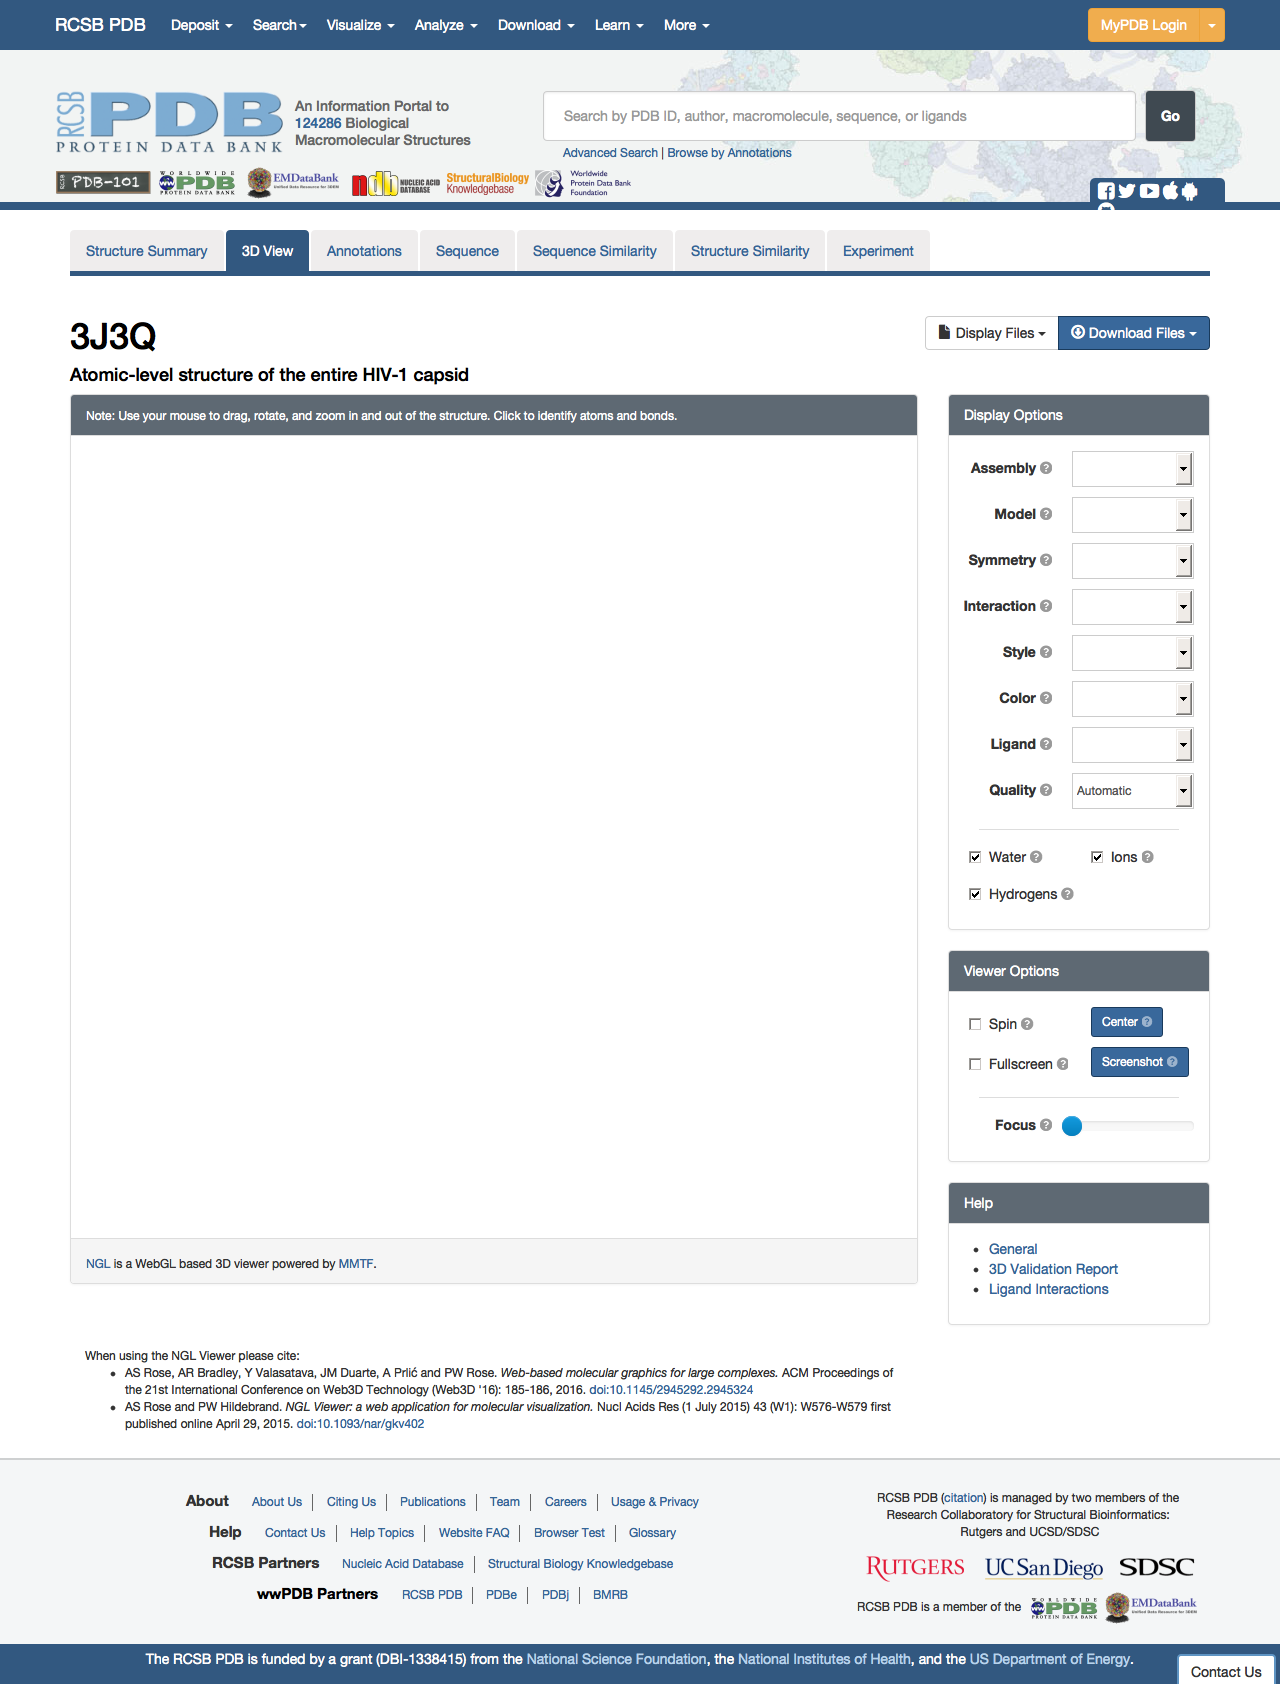 RCSB PDB Deposit Search Visualize Analyze Download Learn More MyPDB Login
RCSB PDB
PROTEIN DATA BANK
An Information Portal to
124286 Biological
Macromolecular Structures
Search by PDB ID, author, macromolecule, sequence, or ligands
Go
Advanced Search | Browse by Annotations
RCSB PDB-101
WORLDWIDE PDB PROTEIN DATA BANK
EMDataBank
Unified Data Resource for 3DEM
ndb NUCLEIC ACID DATABASE
StructuralBiology Knowledgebase
Worldwide
Protein Data Bank
Foundation
Structure Summary 3D View Annotations Sequence Sequence Similarity Structure Similarity Experiment
3J3Q
Display Files Download Files
Atomic-level structure of the entire HIV-1 capsid
Note: Use your mouse to drag, rotate, and zoom in and out of the structure. Click to identify atoms and bonds.
NGL is a WebGL based 3D viewer powered by MMTF.
Display Options
Assembly ?
Model ?
Symmetry ?
Interaction ?
Style ?
Color ?
Ligand ?
Quality ? Automatic
Water ? Ions ?
Hydrogens ?
Viewer Options
Spin ? Center ?
Fullscreen ? Screenshot ?
Focus ?
Help
General
3D Validation Report
Ligand Interactions
When using the NGL Viewer please cite:
AS Rose, AR Bradley, Y Valasatava, JM Duarte, A Prlić and PW Rose. Web-based molecular graphics for large complexes. ACM Proceedings of
the 21st International Conference on Web3D Technology (Web3D '16): 185-186, 2016. doi:10.1145/2945292.2945324
AS Rose and PW Hildebrand. NGL Viewer: a web application for molecular visualization. Nucl Acids Res (1 July 2015) 43 (W1): W576-W579 first
published online April 29, 2015. doi:10.1093/nar/gkv402
About About Us Citing Us Publications Team Careers Usage & Privacy
Help Contact Us Help Topics Website FAQ Browser Test Glossary
RCSB Partners Nucleic Acid Database Structural Biology Knowledgebase
wwPDB Partners RCSB PDB PDBe PDBj BMRB
RCSB PDB (citation) is managed by two members of the
Research Collaboratory for Structural Bioinformatics:
Rutgers and UCSD/SDSC
RUTGERS UC San Diego SDSC
RCSB PDB is a member of the WORLDWIDE PDB PROTEIN DATA BANK EMDataBank Unified Data Resource for 3DEM
The RCSB PDB is funded by a grant (DBI-1338415) from the National Science Foundation, the National Institutes of Health, and the US Department of Energy.
Contact Us